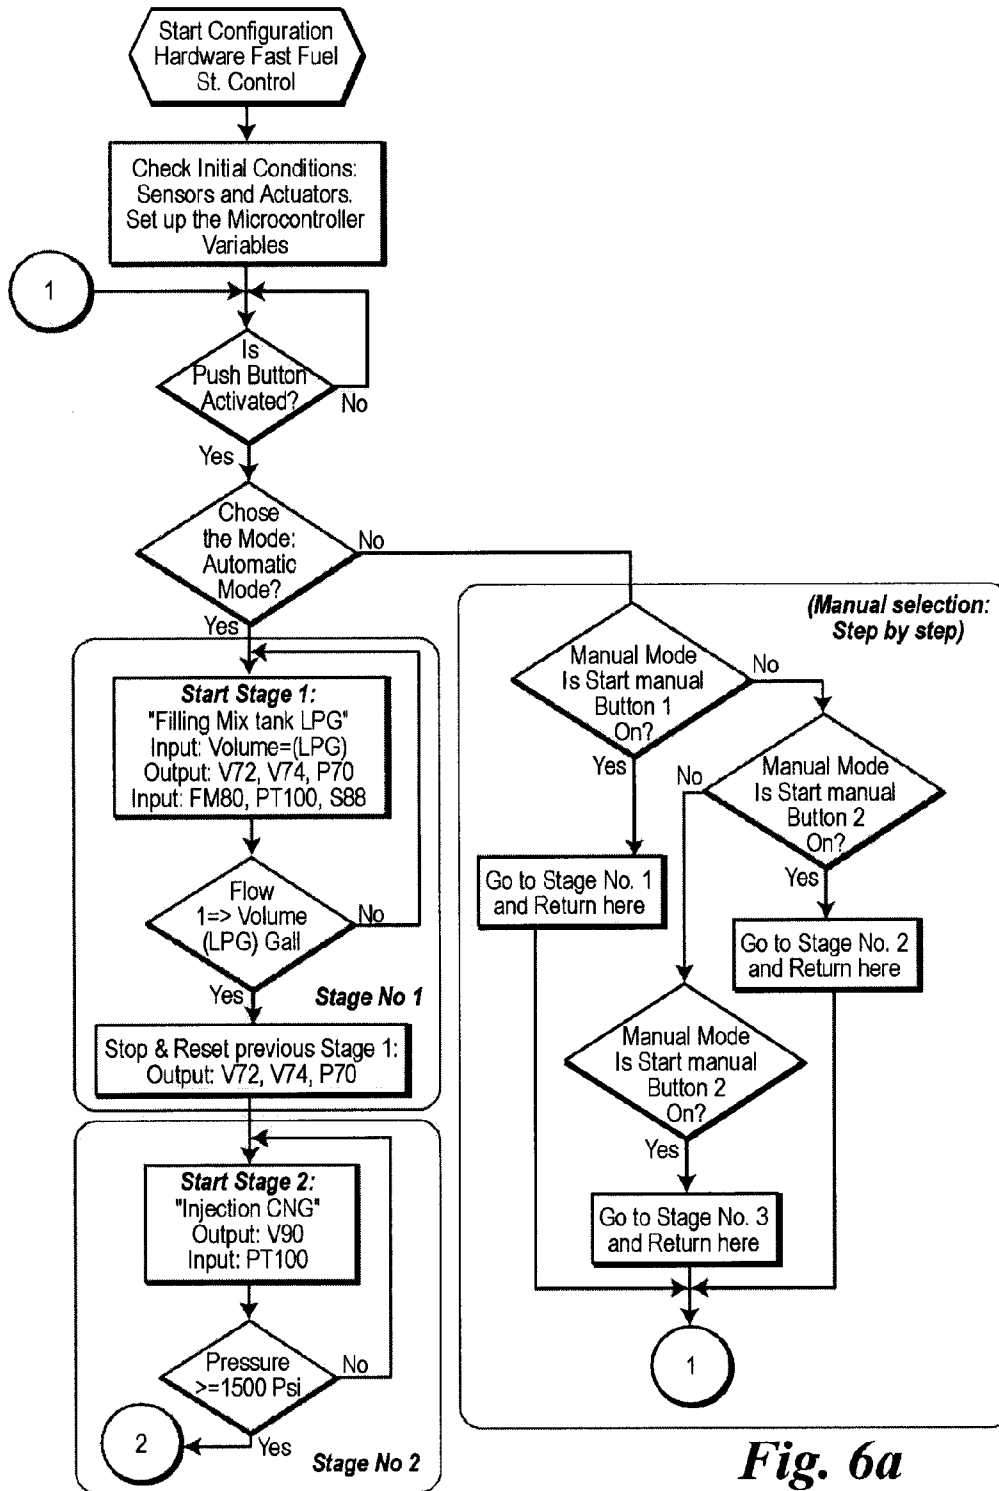 Start Configuration
Hardware Fast Fuel
St. Control
Check Initial Conditions:
Sensors and Actuators.
Set up the Microcontroller
Variables
1
Is
Push Button
Activated?
No
Yes
Chose
the Mode:
Automatic
Mode?
No
Yes
Start Stage 1:
"Filling Mix tank LPG"
Input: Volume=(LPG)
Output: V72, V74, P70
Input: FM80, PT100, S88
Flow
1=> Volume
(LPG) Gall
No
Yes
Stage No 1
Stop & Reset previous Stage 1:
Output: V72, V74, P70
Start Stage 2:
"Injection CNG"
Output: V90
Input: PT100
Pressure
>=1500 Psi
No
Yes
2
Stage No 2
(Manual selection:
Step by step)
Manual Mode
Is Start manual
Button 1
On?
No
Yes
Manual Mode
Is Start manual
Button 2
On?
No
Yes
Go to Stage No. 1
and Return here
Go to Stage No. 2
and Return here
Manual Mode
Is Start manual
Button 2
On?
Yes
Go to Stage No. 3
and Return here
1
Fig. 6a